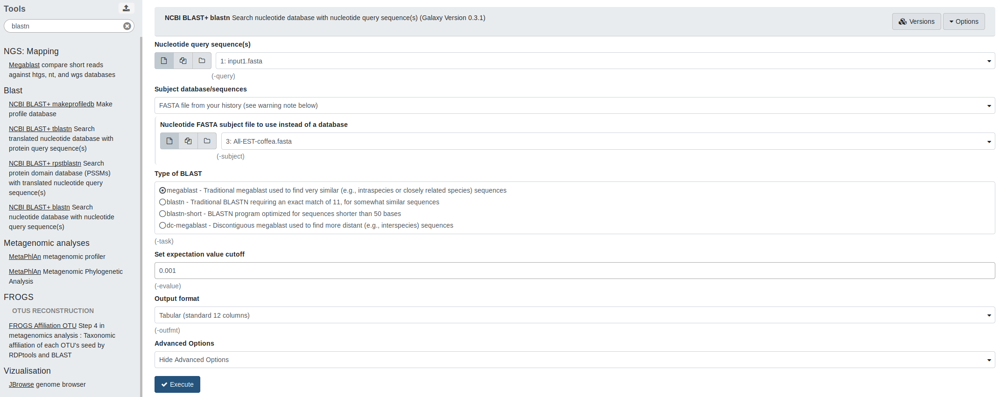 Tools
blastn
NGS: Mapping
Megablast compare short reads
against htgs, nt, and wgs databases
Blast
NCBI BLAST+ makeprofiledb Make
profile database
NCBI BLAST+ tblastn Search
translated nucleotide database with
protein query sequence(s)
NCBI BLAST+ rpstblastn Search
protein domain database (PSSMs)
with translated nucleotide query
sequence(s)
NCBI BLAST+ blastn Search
nucleotide database with nucleotide
query sequence(s)
Metagenomic analyses
MetaPhlAn metagenomic profiler
MetaPhlAn Metagenomic Phylogenetic
Analysis
FROGS
OTUS RECONSTRUCTION
FROGS Affiliation OTU Step 4 in
metagenomics analysis : Taxonomic
affiliation of each OTU's seed by
RDPtools and BLAST
Vizualisation
JBrowse genome browser
NCBI BLAST+ blastn Search nucleotide database with nucleotide query sequence(s) (Galaxy Version 0.3.1)
Versions
Options
Nucleotide query sequence(s)
1: input1.fasta
(-query)
Subject database/sequences
FASTA file from your history (see warning note below)
Nucleotide FASTA subject file to use instead of a database
3: All-EST-coffea.fasta
(-subject)
Type of BLAST
megablast - Traditional megablast used to find very similar (e.g., intraspecies or closely related species) sequences
blastn - Traditional BLASTN requiring an exact match of 11, for somewhat similar sequences
blastn-short - BLASTN program optimized for sequences shorter than 50 bases
dc-megablast - Discontiguous megablast used to find more distant (e.g., interspecies) sequences
(-task)
Set expectation value cutoff
0.001
(-evalue)
Output format
Tabular (standard 12 columns)
(-outfmt)
Advanced Options
Hide Advanced Options
Execute